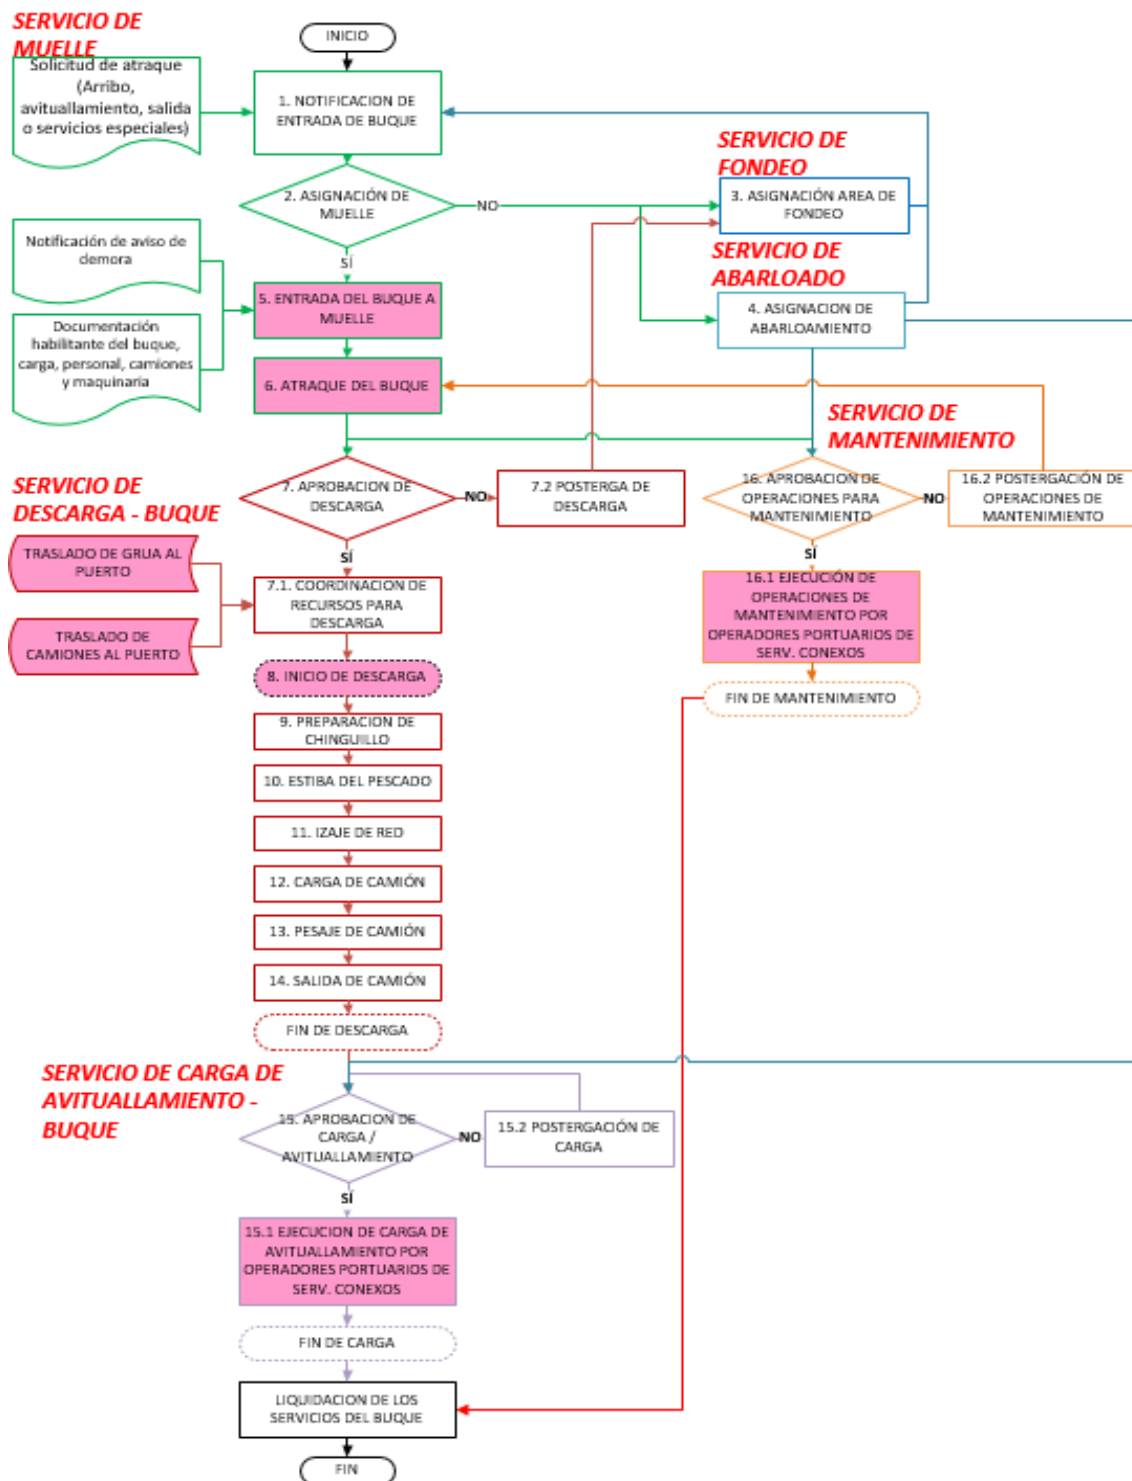 SERVICIO DE
MUELLE
INICIO
Solicitud de atraque
(Arribo,
avituallamiento, salida
o servicios especiales)
1. NOTIFICACION DE
ENTRADA DE BUQUE
SERVICIO DE
FONDEO
2. ASIGNACIÓN DE
MUELLE
NO
3. ASIGNACIÓN AREA DE
FONDEO
SÍ
Notificación de aviso de
demora
SERVICIO DE
ABARLOADO
5. ENTRADA DEL BUQUE A
MUELLE
4. ASIGNACION DE
ABARLOAMIENTO
Documentación
habilitante del buque,
carga, personal, camiones
y maquinaria
6. ATRAQUE DEL BUQUE
SERVICIO DE
MANTENIMIENTO
SERVICIO DE
DESCARGA - BUQUE
7. APROBACION DE
DESCARGA
NO
7.2 POSTERGA DE
DESCARGA
16. APROBACION DE
OPERACIONES PARA
MANTENIMIENTO
NO
16.2 POSTERGACIÓN DE
OPERACIONES DE
MANTENIMIENTO
SÍ
SÍ
TRASLADO DE GRUA AL
PUERTO
7.1. COORDINACION DE
RECURSOS PARA
DESCARGA
16.1 EJECUCIÓN DE
OPERACIONES DE
MANTENIMIENTO POR
OPERADORES PORTUARIOS DE
SERV. CONEXOS
TRASLADO DE
CAMIONES AL PUERTO
8. INICIO DE DESCARGA
FIN DE MANTENIMIENTO
9. PREPARACION DE
CHINGUILLO
10. ESTIBA DEL PESCADO
11. IZAJE DE RED
12. CARGA DE CAMIÓN
13. PESAJE DE CAMIÓN
14. SALIDA DE CAMIÓN
FIN DE DESCARGA
SERVICIO DE CARGA DE
AVITUALLAMIENTO -
BUQUE
15. APROBACION DE
CARGA /
AVITUALLAMIENTO
NO
15.2 POSTERGACIÓN DE
CARGA
SÍ
15.1 EJECUCION DE CARGA DE
AVITUALLAMIENTO POR
OPERADORES PORTUARIOS DE
SERV. CONEXOS
FIN DE CARGA
LIQUIDACION DE LOS
SERVICIOS DEL BUQUE
FIN